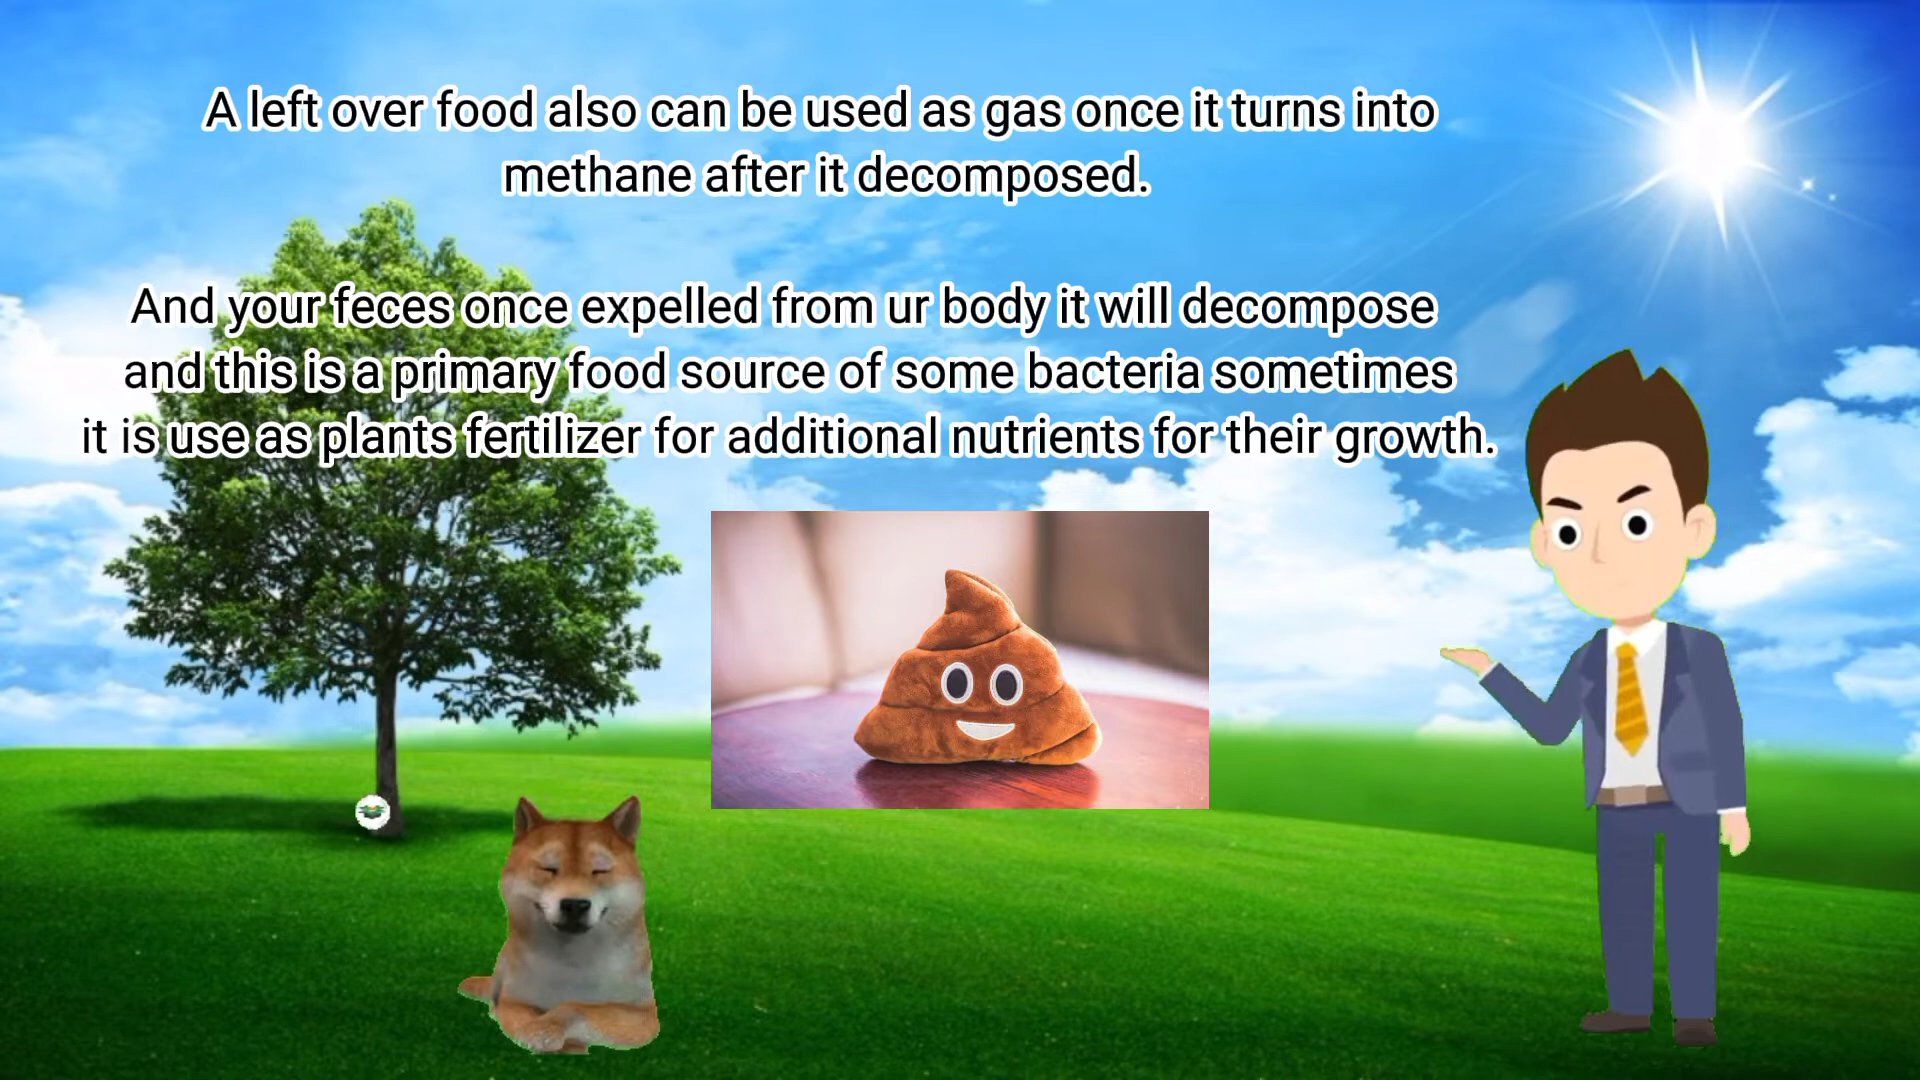 A left over food also can be used as gas once it turns into
methane after it decomposed.
And your feces once expelled from ur body it will decompose
and this is a primary food source of some bacteria sometimes
it is use as plants fertilizer for additional nutrients for their growth.